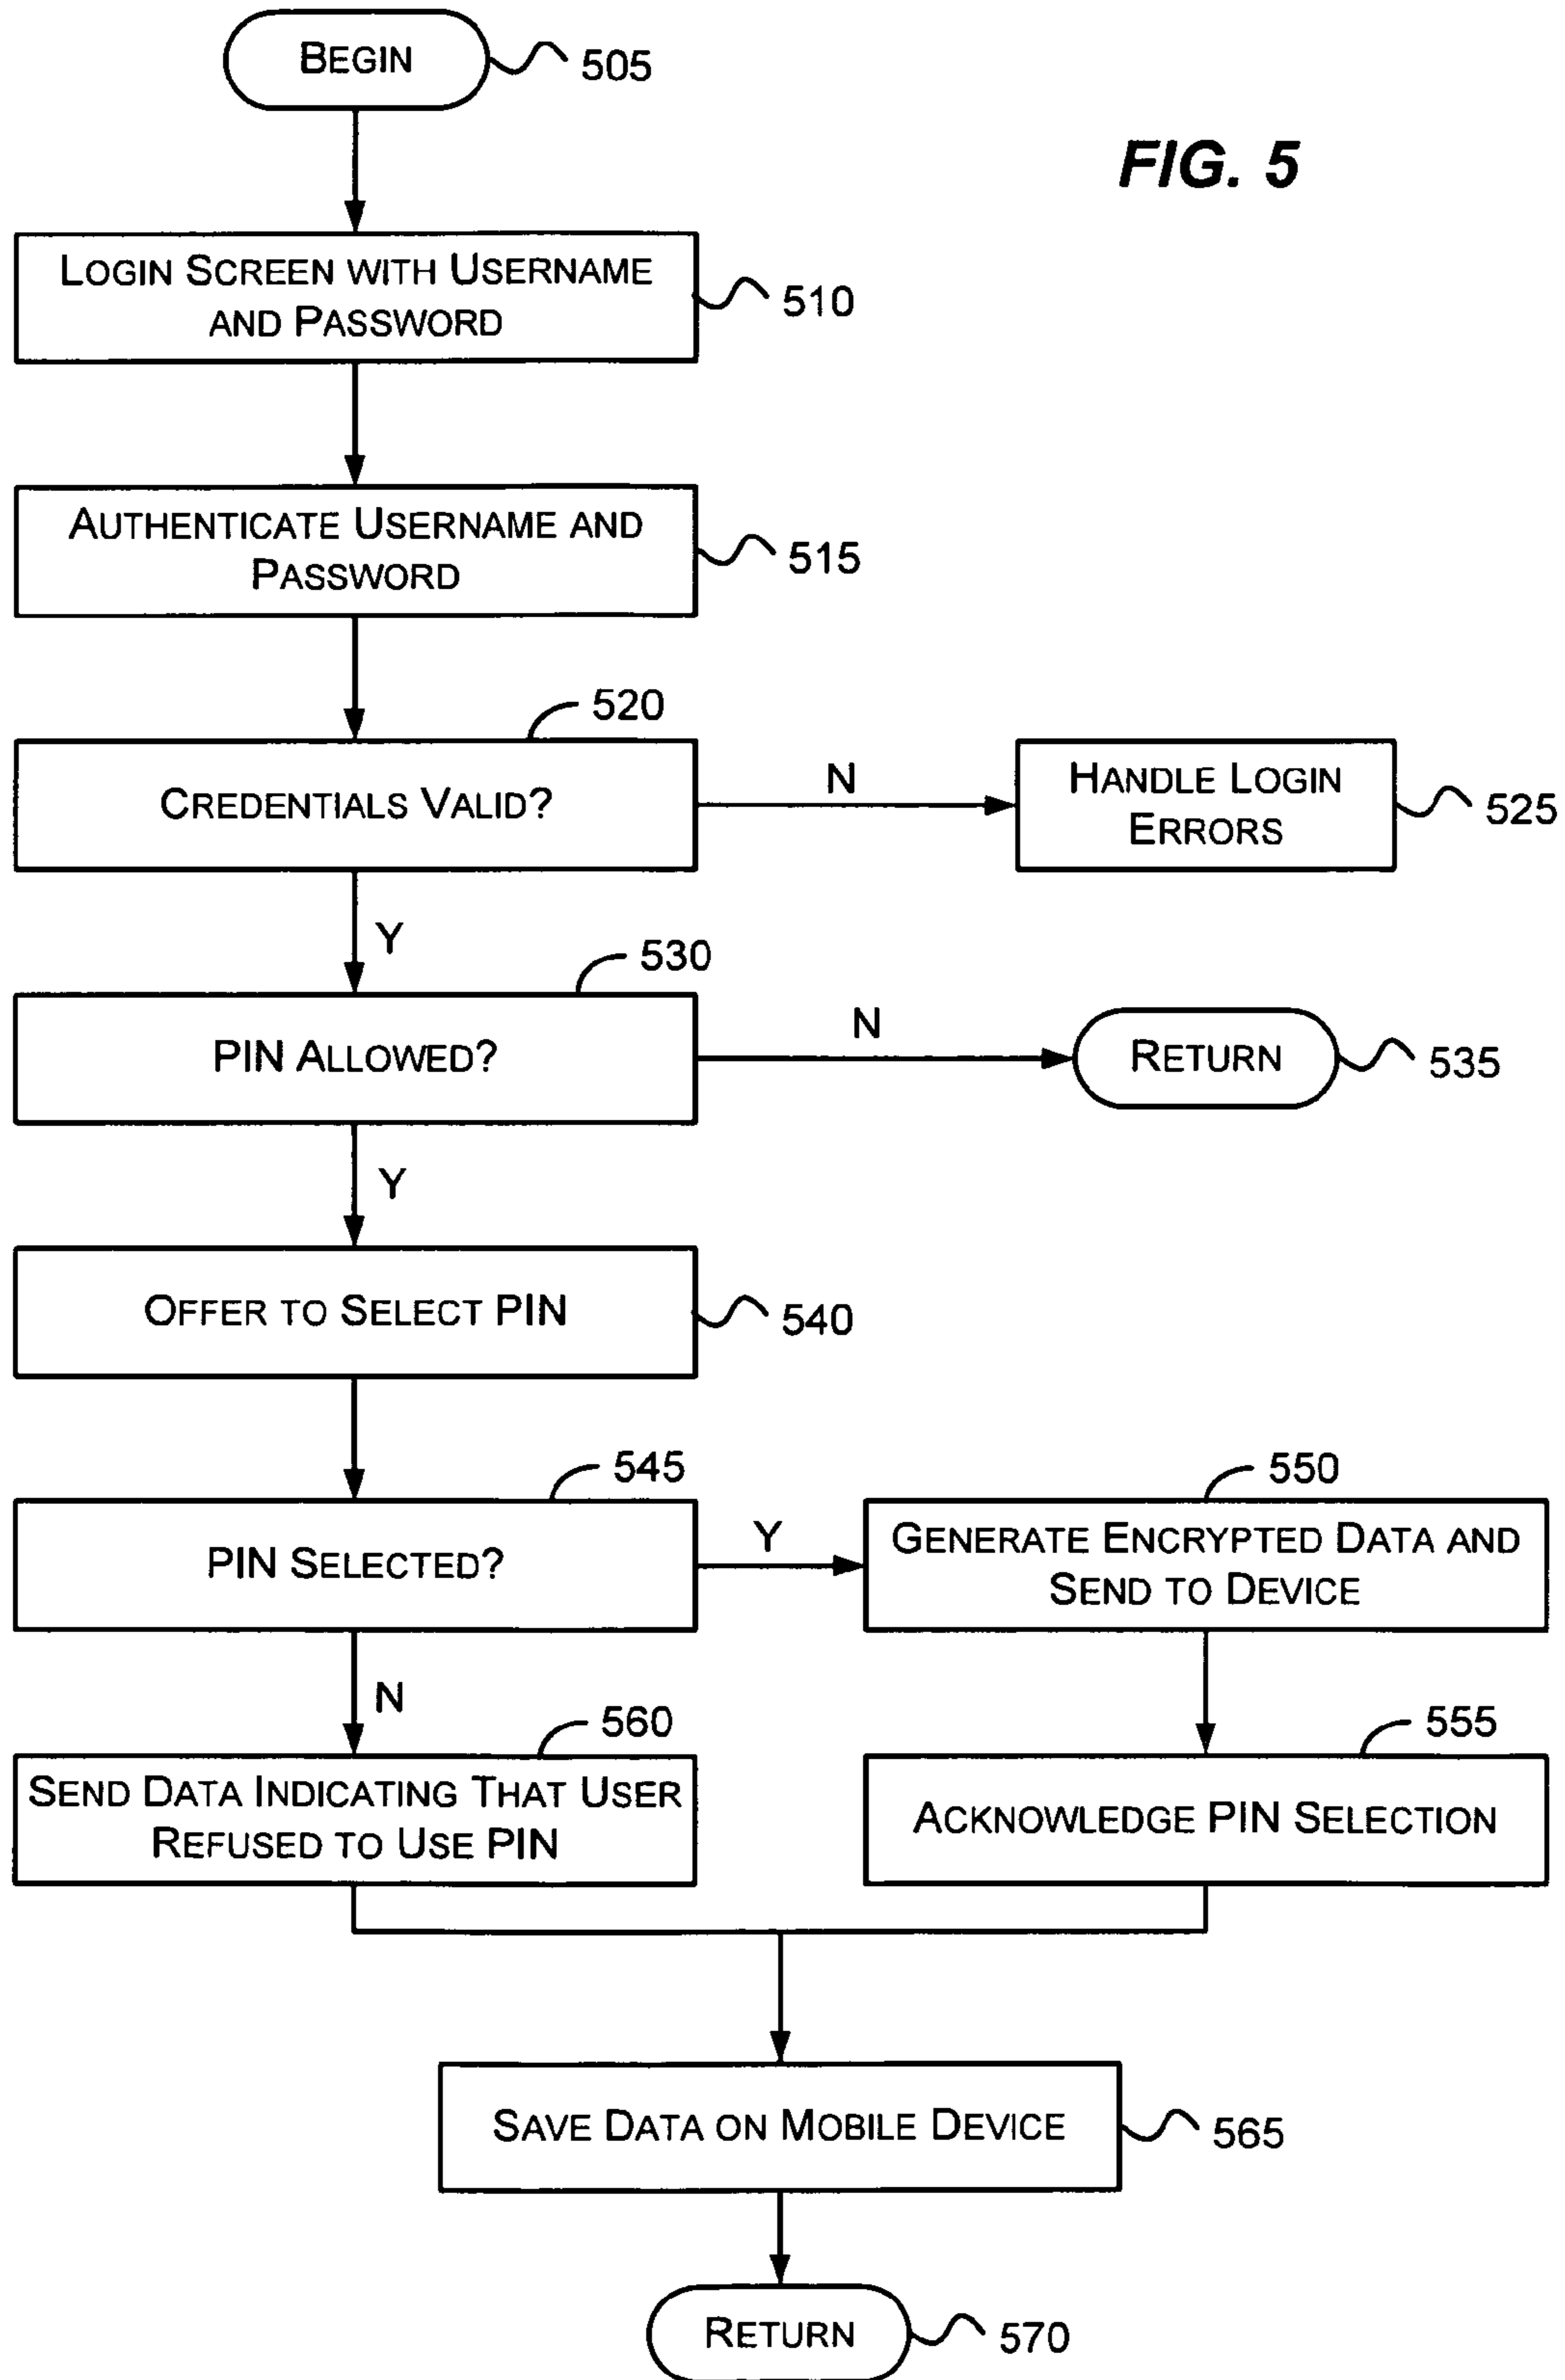 BEGIN
505
FIG. 5
LOGIN SCREEN WITH USERNAME
AND PASSWORD
510
AUTHENTICATE USERNAME AND
PASSWORD
515
520
CREDENTIALS VALID?
N
HANDLE LOGIN
ERRORS
525
Y
530
PIN ALLOWED?
N
RETURN
535
Y
OFFER TO SELECT PIN
540
545
PIN SELECTED?
Y
550
GENERATE ENCRYPTED DATA AND
SEND TO DEVICE
N
560
SEND DATA INDICATING THAT USER
REFUSED TO USE PIN
555
ACKNOWLEDGE PIN SELECTION
SAVE DATA ON MOBILE DEVICE
565
RETURN
570